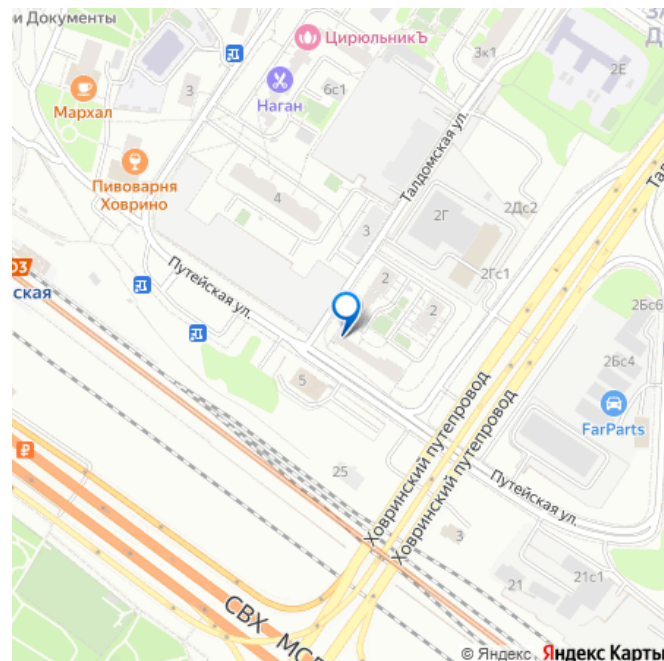 и Документы
ЦирюльникЪ
3к1
2Е
Мархал
3
Наган
6с1
Пивоварня
Ховрино
4
Талдомская ул.
3
2Г
2Дс2
2Гс1
D3
ская
Путейская ул.
2
2
2Бс6
2Бс4
5
FarParts
Ховринский путепровод
Ховринский путепровод
25
Путейская ул.
3
21
21с1
СВХ
© Яндекс, Яндекс Карты